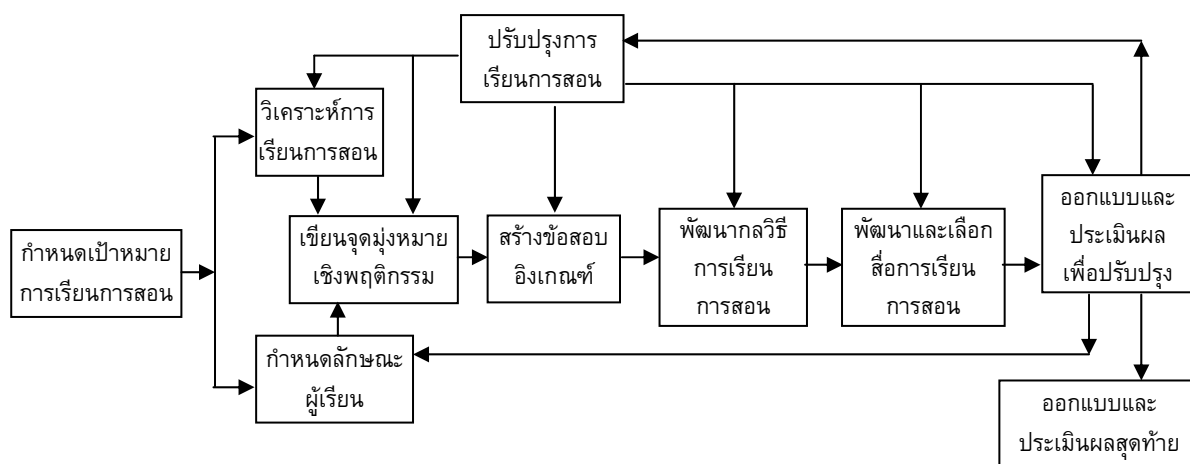 ปรับปรุงการ
เรียนการสอน
วิเคราะห์การ
เรียนการสอน
กำหนดเป้าหมาย
การเรียนการสอน
เขียนจุดมุ่งหมาย
เชิงพฤติกรรม
สร้างข้อสอบ
อิงเกณฑ์
พัฒนากลวิธี
การเรียน
การสอน
พัฒนาและเลือก
สื่อการเรียน
การสอน
ออกแบบและ
ประเมินผล
เพื่อปรับปรุง
กำหนดลักษณะ
ผู้เรียน
ออกแบบและ
ประเมินผลสุดท้าย